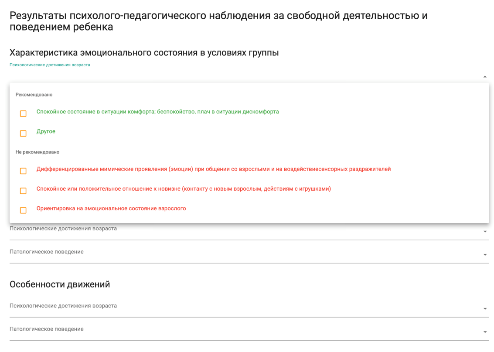 Результаты психолого-педагогического наблюдения за свободной деятельностью и
поведением ребенка
Характеристика эмоционального состояния в условиях группы
Психологические достижения возраста
Рекомендовано
Спокойное состояние в ситуации комфорта, беспокойство, плач в ситуации дискомфорта
Другое
Не рекомендовано
Дифференцированные мимические проявления (эмоции) при общении со взрослыми и на воздействие сенсорных раздражителей
Спокойное или положительное отношение к новизне (контакту с новым взрослым, действиям с игрушками)
Ориентировка на эмоциональное состояние взрослого
Психологические достижения возраста
Патологическое поведение
Особенности движений
Психологические достижения возраста
Патологическое поведение